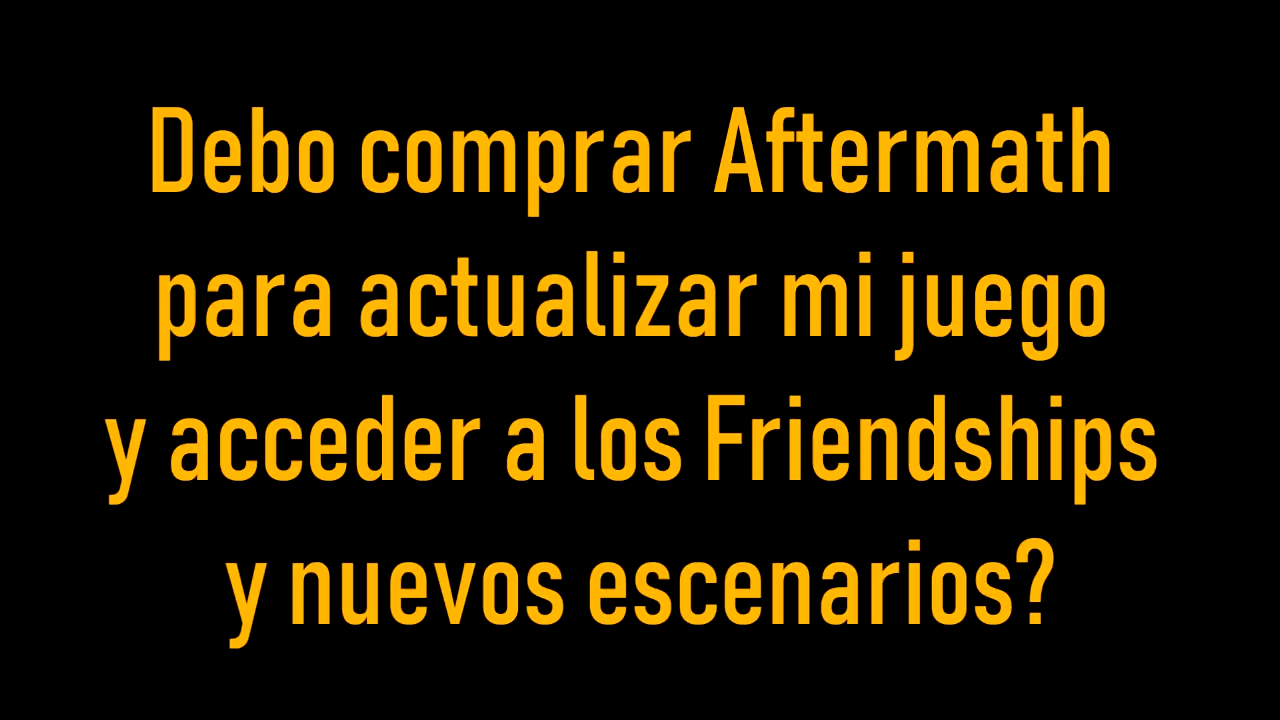 Debo comprar Aftermath
para actualizar mi juego
y acceder a los Friendships
y nuevos escenarios?